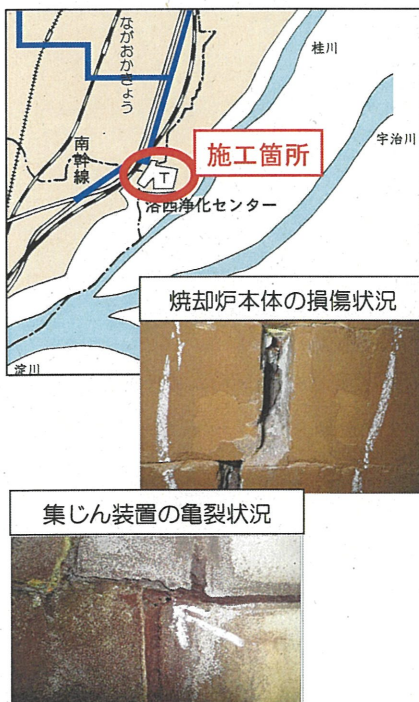 ながおかきょう
桂川
宇治川
南幹線
施工箇所
T
洛西浄化センター
淀川
焼却炉本体の損傷状況
集じん装置の亀裂状況